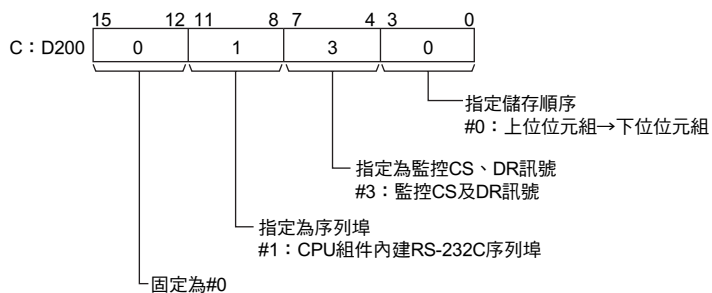 15 12 11 8 7 4 3 0
C：D200 0 1 3 0
指定儲存順序
#0：上位位元組→下位位元組
指定為監控CS、DR訊號
#3：監控CS及DR訊號
指定為序列埠
#1：CPU組件內建RS-232C序列埠
固定為#0